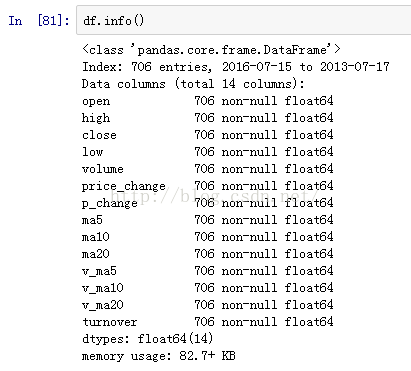 In [81]: df.info()
<class 'pandas.core.frame.DataFrame'>
Index: 706 entries, 2016-07-15 to 2013-07-17
Data columns (total 14 columns):
open 706 non-null float64
high 706 non-null float64
close 706 non-null float64
low 706 non-null float64
volume 706 non-null float64
price_change 706 non-null float64
p_change 706 non-null float64
ma5 706 non-null float64
ma10 706 non-null float64
ma20 706 non-null float64
v_ma5 706 non-null float64
v_ma10 706 non-null float64
v_ma20 706 non-null float64
turnover 706 non-null float64
dtypes: float64(14)
memory usage: 82.7+ KB
http://blog.csdn.net/